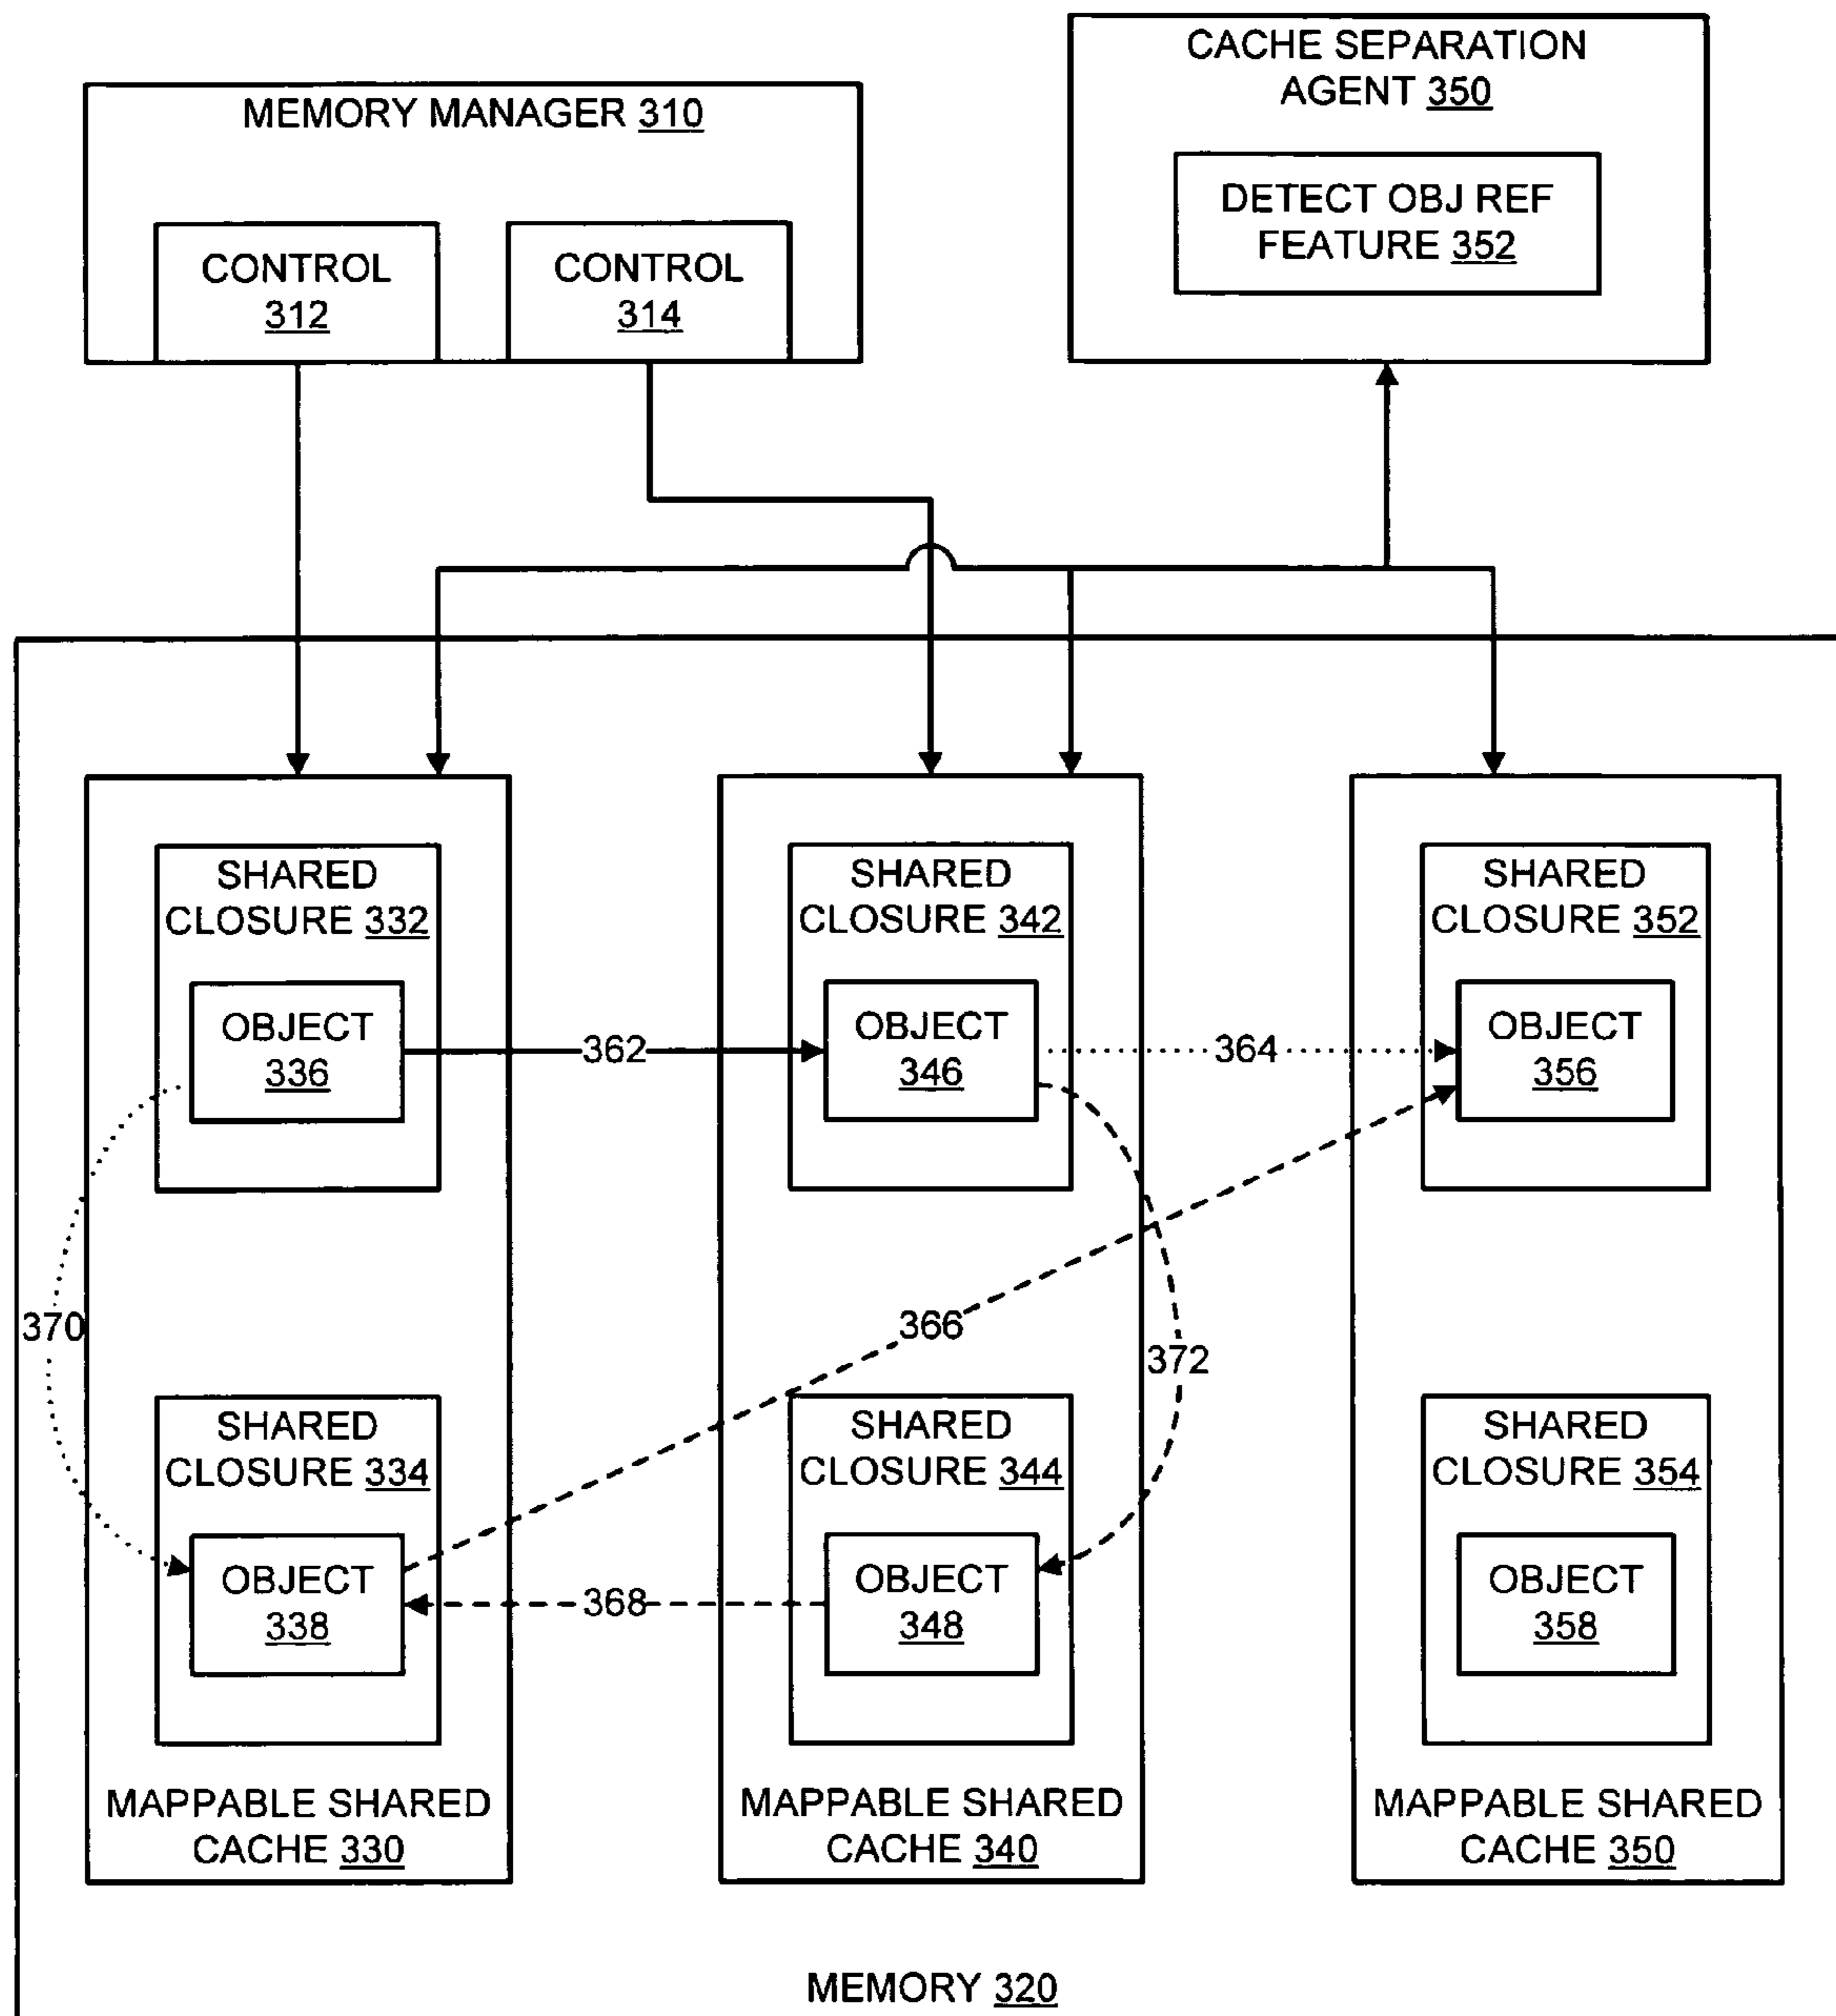 CACHE SEPARATION
AGENT 350
DETECT OBJ REF
FEATURE 352
MEMORY MANAGER 310
CONTROL
312
CONTROL
314
SHARED
CLOSURE 332
OBJECT
336
SHARED
CLOSURE 342
OBJECT
346
SHARED
CLOSURE 352
OBJECT
356
362
364
370
366
372
SHARED
CLOSURE 334
OBJECT
338
368
SHARED
CLOSURE 344
OBJECT
348
SHARED
CLOSURE 354
OBJECT
358
MAPPABLE SHARED
CACHE 330
MAPPABLE SHARED
CACHE 340
MAPPABLE SHARED
CACHE 350
MEMORY 320